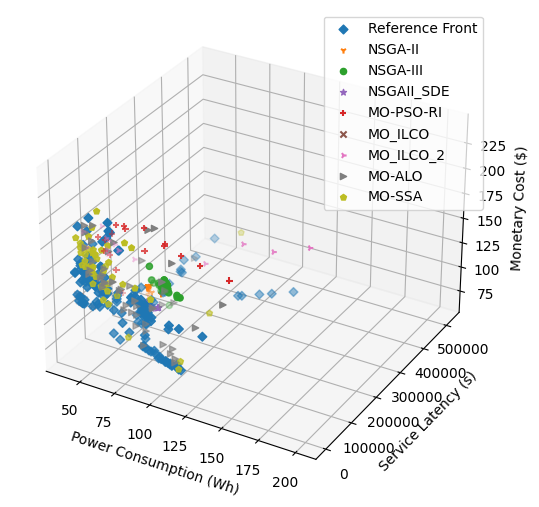 Reference Front
NSGA-II
NSGA-III
NSGAII_SDE
MO-PSO-RI
MO_ILCO
MO_ILCO_2
MO-ALO
MO-SSA
225
200
175
150
125
100
75
Monetary Cost ($)
500000
400000
300000
200000
100000
0
Service Latency (s)
50
75
100
125
150
175
200
Power Consumption (Wh)